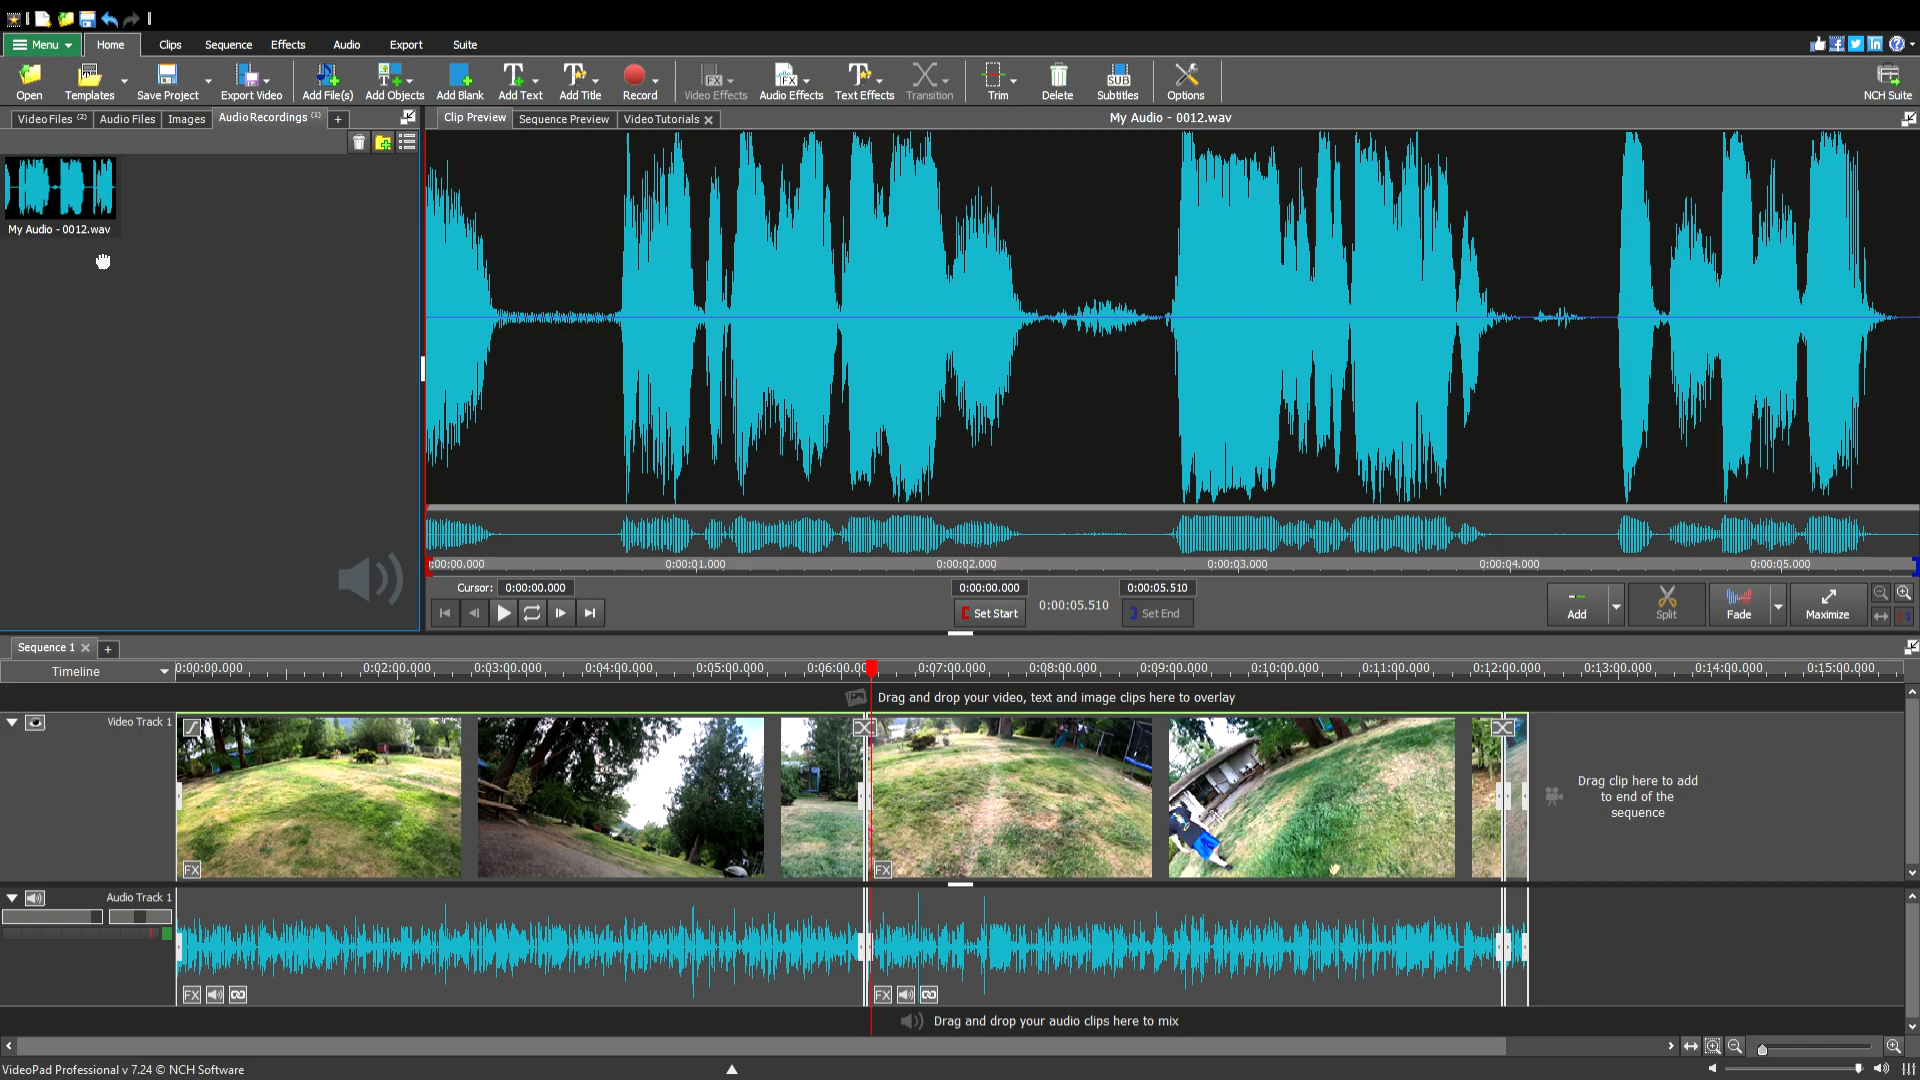 Menu Home Clips Sequence Effects Audio Export Suite
Open Templates Save Project Export Video Add File(s) Add Objects Add Blank Add Text Add Title Record Video Effects Audio Effects Text Effects Transition Trim Delete Subtitles Options NCH Suite
FX FX SUB
Video Files (2) Audio Files Images Audio Recordings (1) +
Clip Preview Sequence Preview Video Tutorials
My Audio - 0012.wav
My Audio - 0012.wav
0:00:00.000 0:00:01.000 0:00:02.000 0:00:03.000 0:00:04.000 0:00:05.000
Cursor: 0:00:00.000 0:00:00.000 0:00:05.510
Set Start 0:00:05.510 Set End
Add Split Fade Maximize
Sequence 1 +
Timeline
0:00:00.000 0:02:00.000 0:03:00.000 0:04:00.000 0:05:00.000 0:06:00.00 0:07:00.000 0:08:00.000 0:09:00.000 0:10:00.000 0:11:00.000 0:12:00.000 0:13:00.000 0:14:00.000 0:15:00.000
Drag and drop your video, text and image clips here to overlay
Video Track 1
Drag clip here to add
to end of the
sequence
FX FX
Audio Track 1
FX FX
Drag and drop your audio clips here to mix
VideoPad Professional v 7.24 © NCH Software